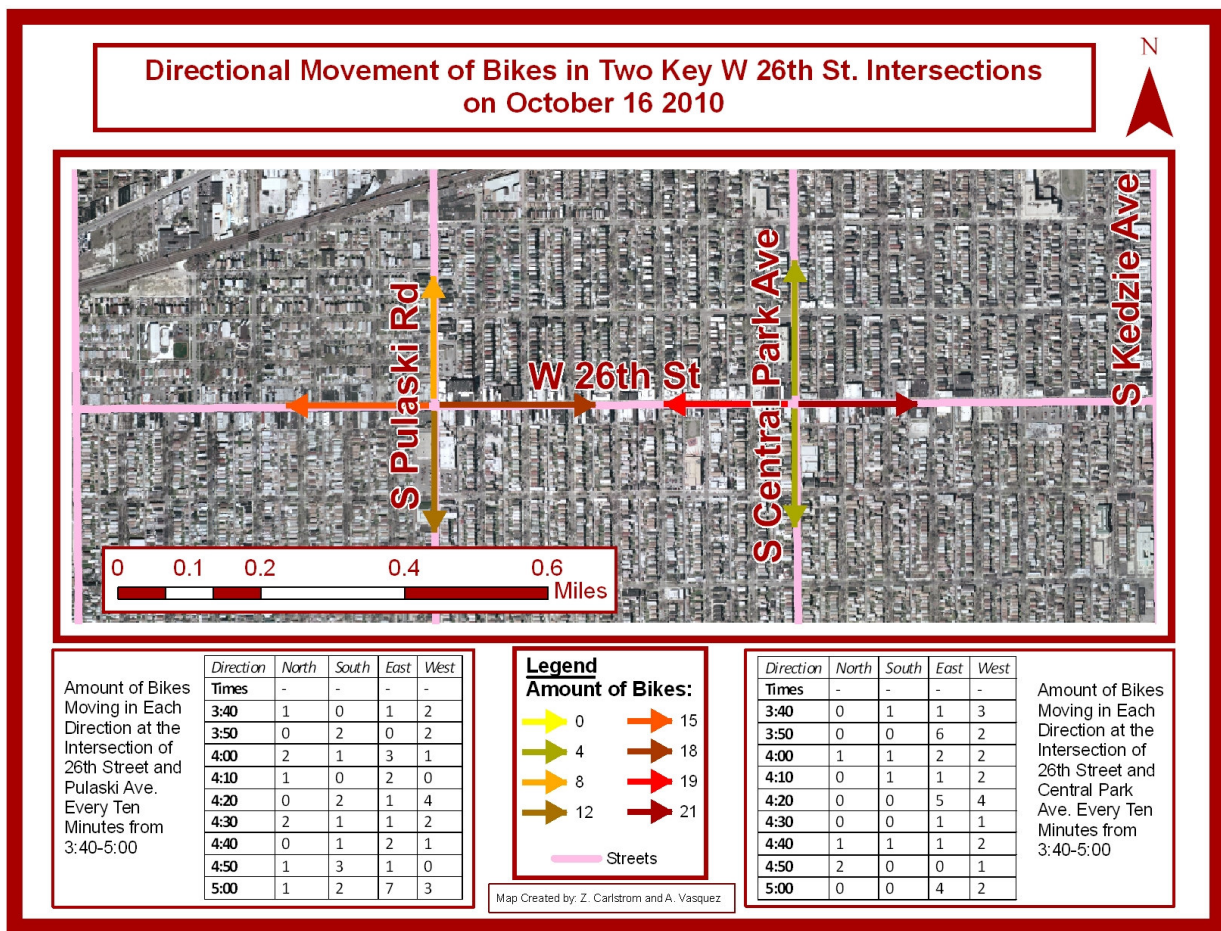 Directional Movement of Bikes in Two Key W 26th St. Intersections
on October 16 2010
N
S Pulaski Rd
W 26th St
S Central Park Ave
S Kedzie Ave
0 0.1 0.2 0.4 0.6
Miles
Amount of Bikes
Moving in Each
Direction at the
Intersection of
26th Street and
Pulaski Ave.
Every Ten
Minutes from
3:40-5:00
Direction North South East West
Times - - - -
3:40 1 0 1 2
3:50 0 2 0 2
4:00 2 1 3 1
4:10 1 0 2 0
4:20 0 2 1 4
4:30 2 1 1 2
4:40 0 1 2 1
4:50 1 3 1 0
5:00 1 2 7 3
Legend
Amount of Bikes:
0 15
4 18
8 19
12 21
Streets
Map Created by: Z. Carlstrom and A. Vasquez
Direction North South East West
Times - - - -
3:40 0 1 1 3
3:50 0 0 6 2
4:00 1 1 2 2
4:10 0 1 1 2
4:20 0 0 5 4
4:30 0 0 1 1
4:40 1 1 1 2
4:50 2 0 0 1
5:00 0 0 4 2
Amount of Bikes
Moving in Each
Direction at the
Intersection of
26th Street and
Central Park
Ave. Every Ten
Minutes from
3:40-5:00